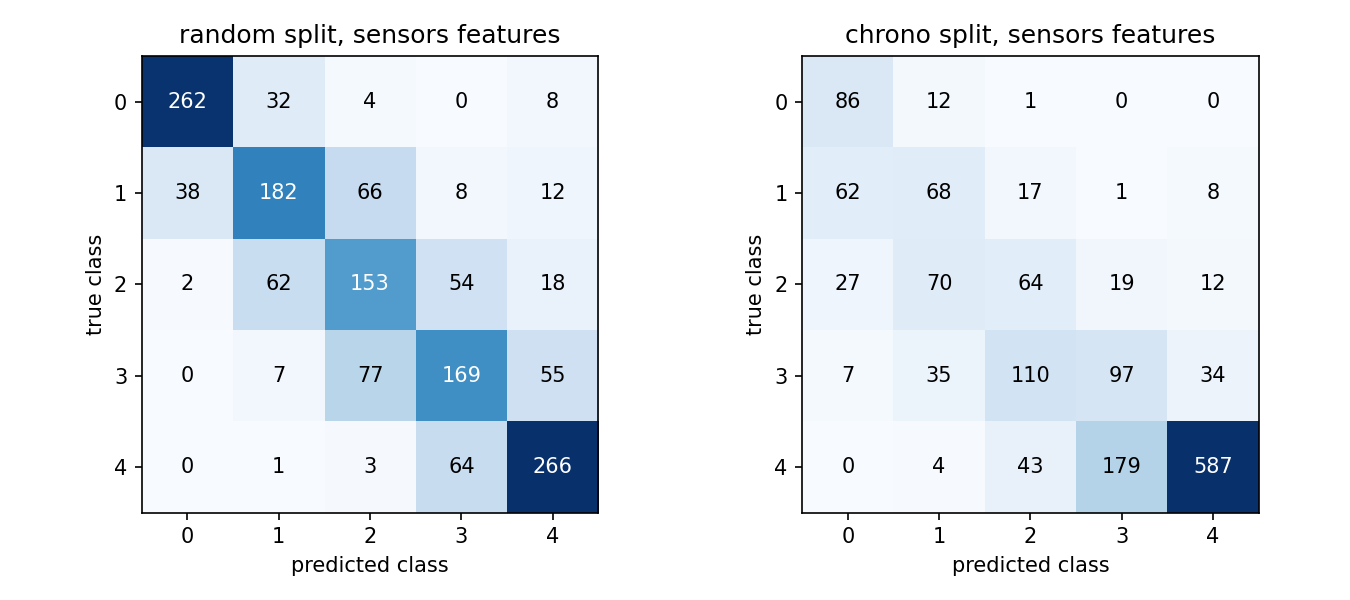 random split, sensors features
0 262 32 4 0 8
1 38 182 66 8 12
2 2 62 153 54 18
3 0 7 77 169 55
4 0 1 3 64 266
0 1 2 3 4
predicted class
true class
chrono split, sensors features
0 86 12 1 0 0
1 62 68 17 1 8
2 27 70 64 19 12
3 7 35 110 97 34
4 0 4 43 179 587
0 1 2 3 4
predicted class
true class